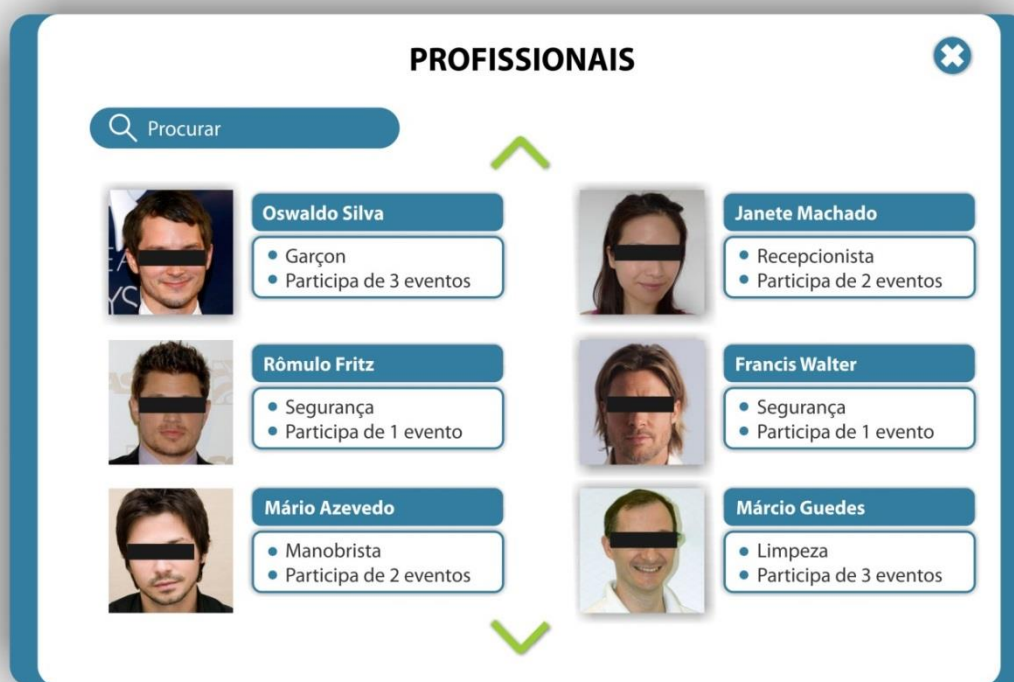 PROFISSIONAIS
Procurar
Oswaldo Silva
Garçon
Participa de 3 eventos
Janete Machado
Recepcionista
Participa de 2 eventos
Rômulo Fritz
Segurança
Participa de 1 evento
Francis Walter
Segurança
Participa de 1 evento
Mário Azevedo
Manobrista
Participa de 2 eventos
Márcio Guedes
Limpeza
Participa de 3 eventos